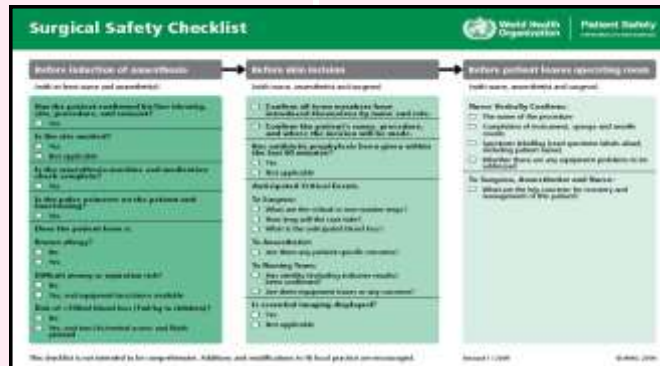 Surgical Safety Checklist
World Health Organization
Patient Safety
Before induction of anaesthesia
Before skin incision
Before patient leaves operating room
(with at least nurse and anaesthetist)
(with nurse, anaesthetist and surgeon)
(with nurse, anaesthetist and surgeon)
Has the patient confirmed his/her identity,
site, procedure, and consent?
Yes
Is the site marked?
Yes
Not applicable
Is the anaesthesia machine and medication
check complete?
Yes
Is the pulse oximeter on the patient and
functioning?
Yes
Does the patient have a:
Known allergy?
No
Yes
Difficult airway or aspiration risk?
No
Yes, and equipment/assistance available
Risk of >500ml blood loss (7ml/kg in children)?
No
Yes, and two IVs/central access and fluids
planned
Confirm all team members have
introduced themselves by name and role.
Confirm the patient's name, procedure,
and where the incision will be made.
Has antibiotic prophylaxis been given within
the last 60 minutes?
Yes
Not applicable
Anticipated Critical Events
To Surgeon:
What are the critical or non-routine steps?
How long will the case take?
What is the anticipated blood loss?
To Anaesthetist:
Are there any patient-specific concerns?
To Nursing Team:
Has sterility (including indicator results)
been confirmed?
Are there equipment issues or any concerns?
Is essential imaging displayed?
Yes
Not applicable
Nurse Verbally Confirms:
The name of the procedure
Completion of instrument, sponge and needle
counts
Specimen labelling (read specimen labels aloud,
including patient name)
Whether there are any equipment problems to be
addressed
To Surgeon, Anaesthetist and Nurse:
What are the key concerns for recovery and
management of this patient?
This checklist is not intended to be comprehensive. Additions and modifications to fit local practice are encouraged.
Revised 1 / 2009
© WHO, 2009